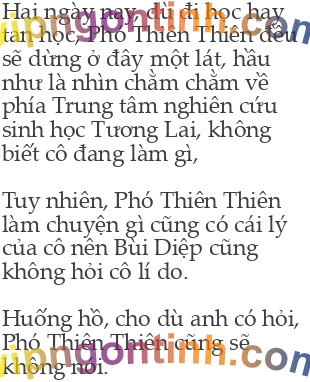 Hai ngày nay, dù đi học hay
tan học, Phó Thiên Thiên đều
sẽ dừng ở đây một lát, hầu
như là nhìn chằm chằm về
phía Trung tâm nghiên cứu
sinh học Tương Lai, không
biết cô đang làm gì,
Tuy nhiên, Phó Thiên Thiên
làm chuyện gì cũng có cái lý
của cô nên Bùi Diệp cũng
không hỏi cô lí do.
Huống hồ, cho dù anh có hỏi,
Phó Thiên Thiên cũng sẽ
không nói.
vipngontinh.com
vipngontinh.com